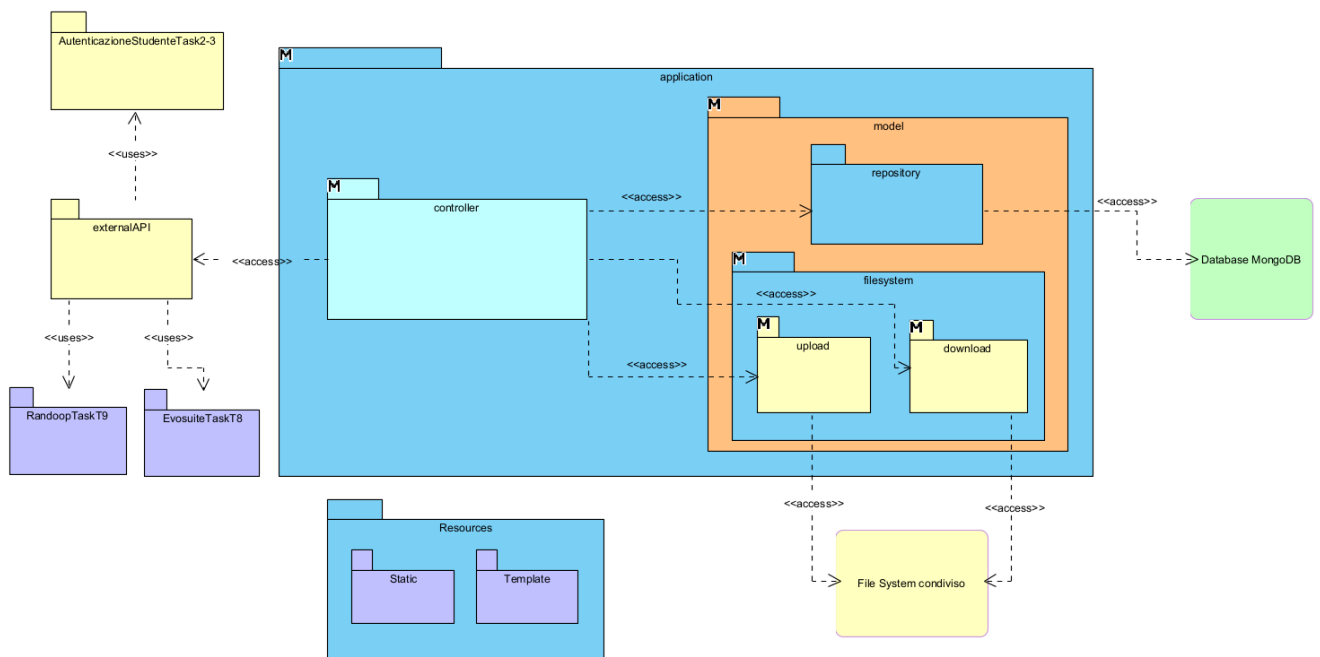 AutenticazioneStudenteTask2-3
<<uses>>
externalAPI
<<uses>>
<<uses>>
RandoopTaskT9
EvosuiteTaskT8
<<access>>
M
application
M
controller
<<access>>
<<access>>
<<access>>
M
model
repository
M
filesystem
M
upload
M
download
<<access>>
Database MongoDB
<<access>>
<<access>>
File System condiviso
Resources
Static
Template